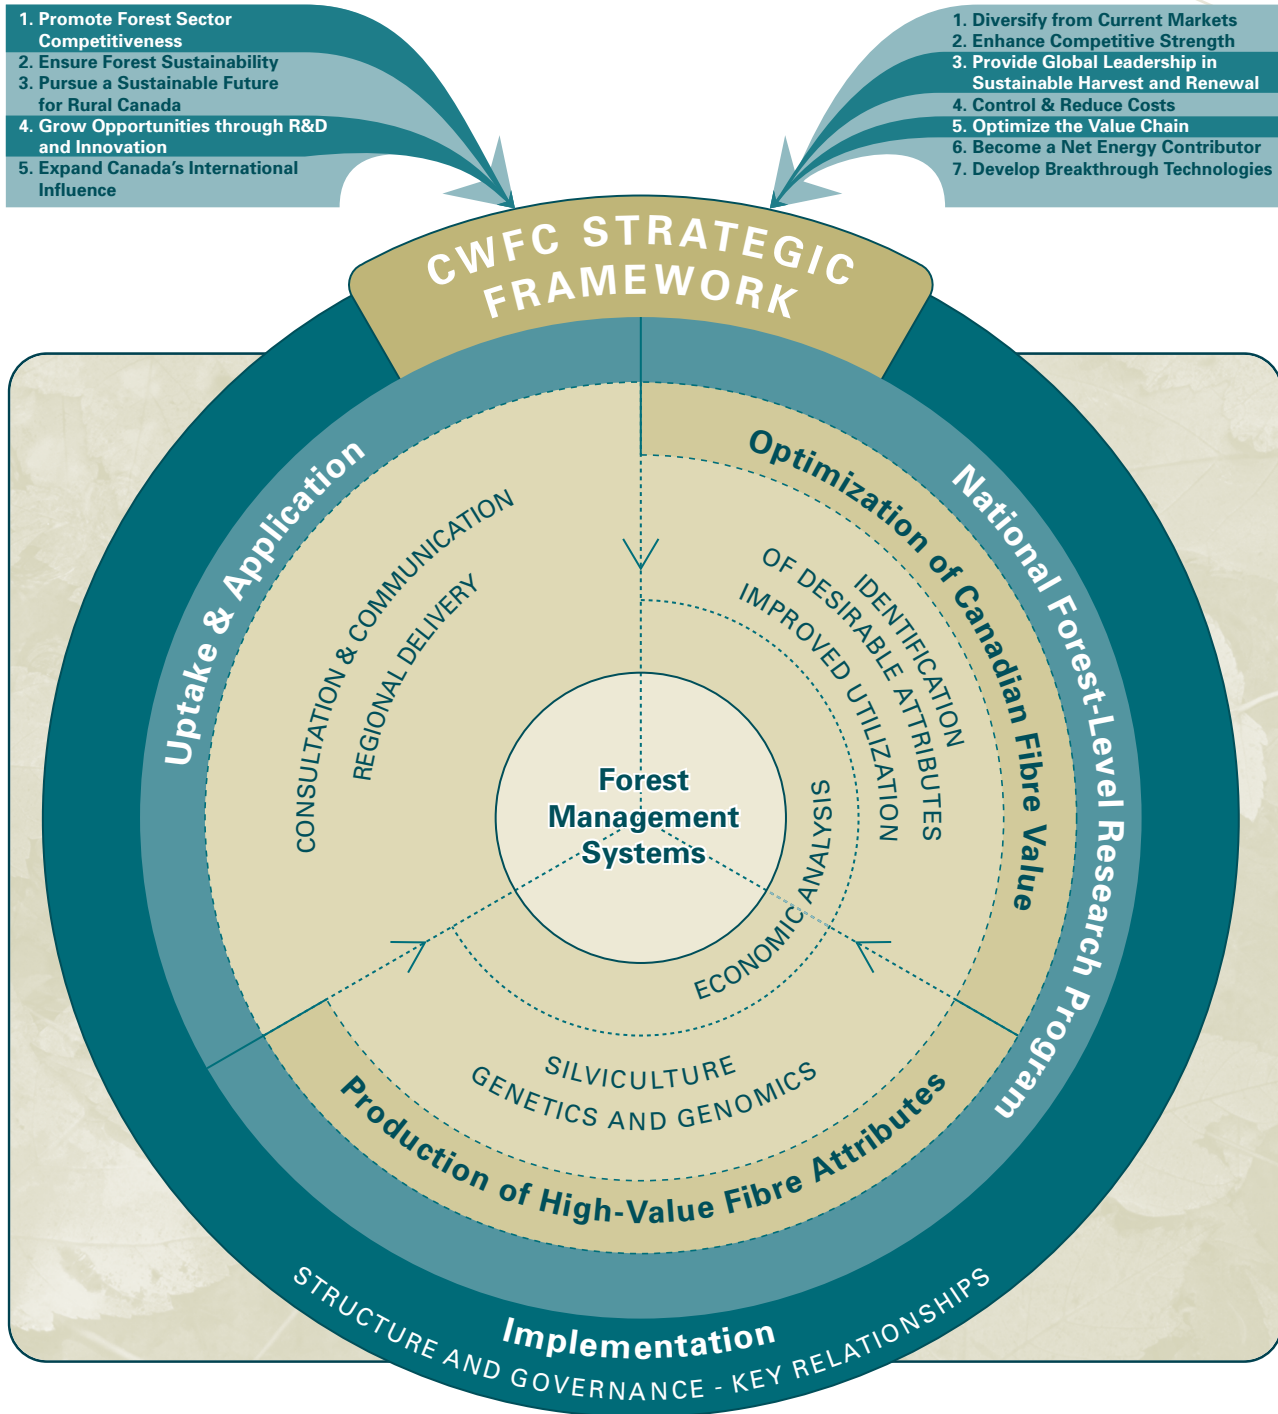 1. Promote Forest Sector
Competitiveness
2. Ensure Forest Sustainability
3. Pursue a Sustainable Future
for Rural Canada
4. Grow Opportunities through R&D
and Innovation
5. Expand Canada's International
Influence
1. Diversify from Current Markets
2. Enhance Competitive Strength
3. Provide Global Leadership in
Sustainable Harvest and Renewal
4. Control & Reduce Costs
5. Optimize the Value Chain
6. Become a Net Energy Contributor
7. Develop Breakthrough Technologies
CWFC STRATEGIC
FRAMEWORK
Uptake & Application
CONSULTATION & COMMUNICATION
REGIONAL DELIVERY
National Forest-Level Research Program
Optimization of Canadian Fibre Value
IDENTIFICATION
OF DESIRABLE ATTRIBUTES
IMPROVED UTILIZATION
ECONOMIC ANALYSIS
Forest
Management
Systems
SILVICULTURE
GENETICS AND GENOMICS
Production of High-Value Fibre Attributes
Implementation
STRUCTURE AND GOVERNANCE - KEY RELATIONSHIPS